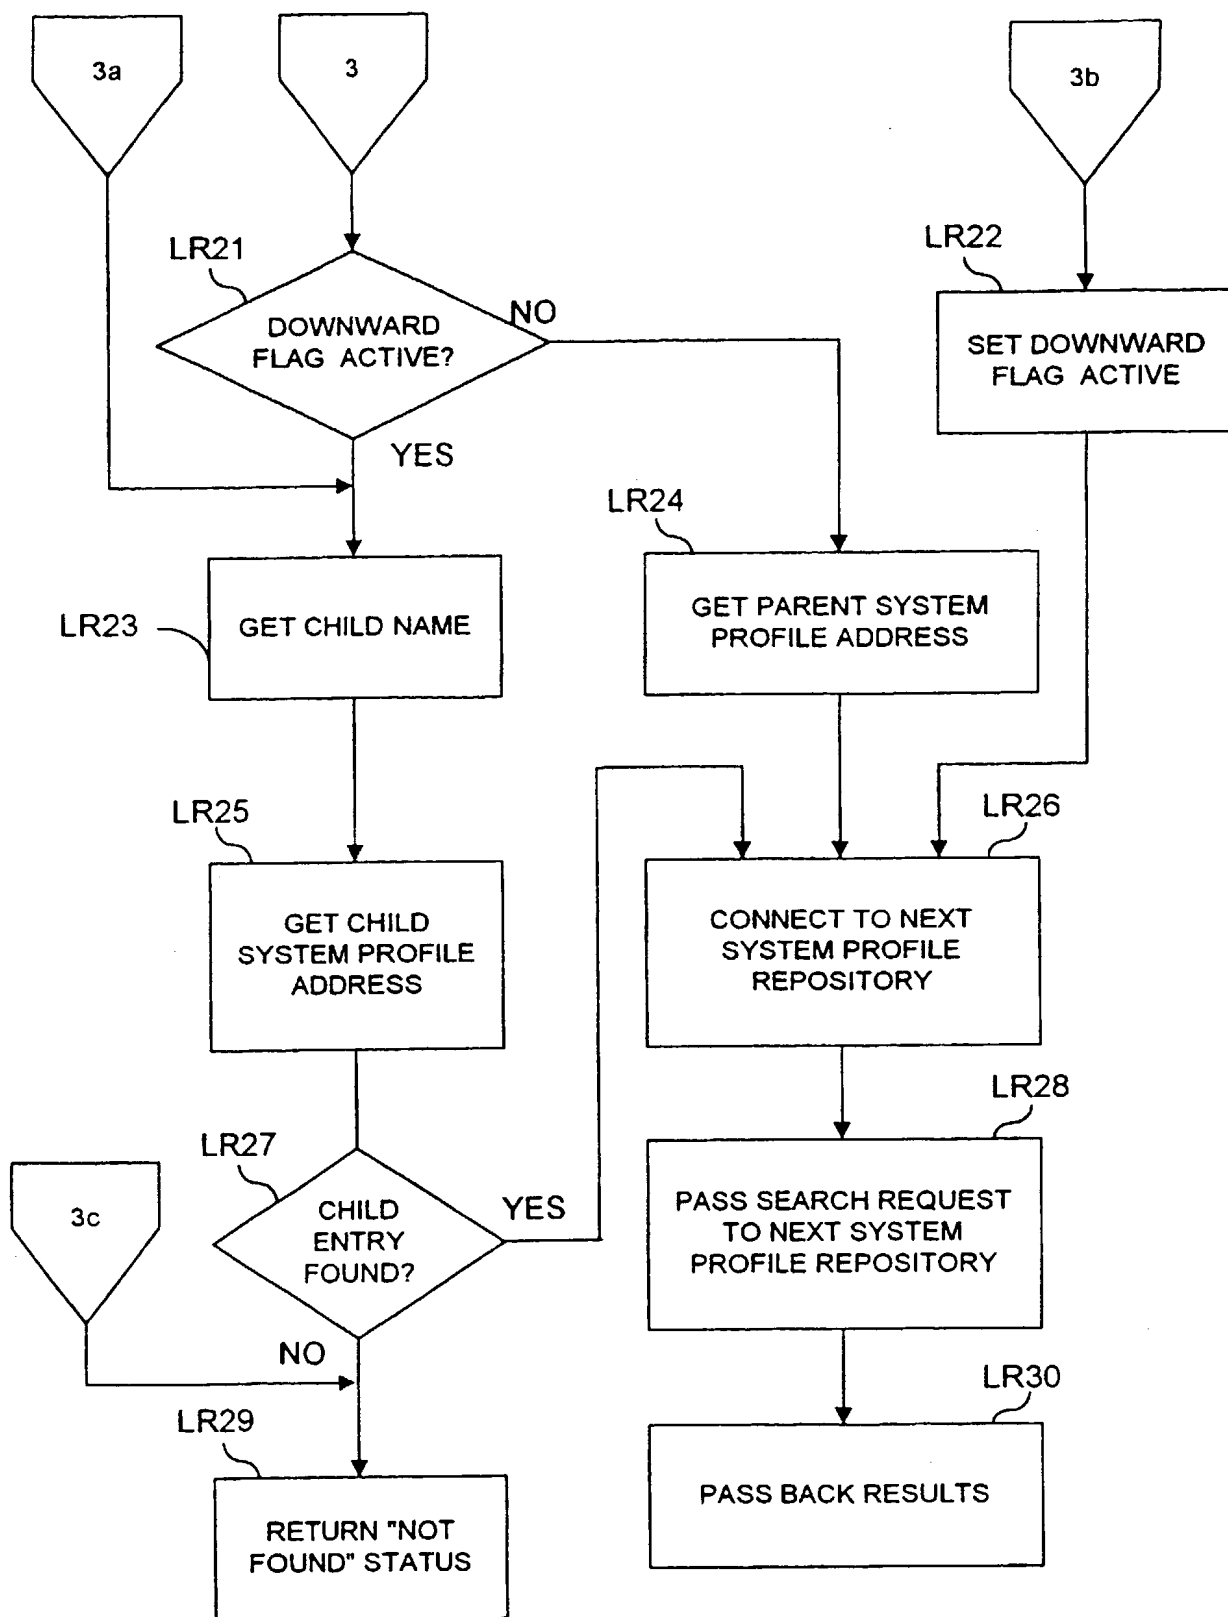 3a
3
3b
LR21
DOWNWARD
FLAG ACTIVE?
NO
YES
LR22
SET DOWNWARD
FLAG ACTIVE
LR23
GET CHILD NAME
LR24
GET PARENT SYSTEM
PROFILE ADDRESS
LR25
GET CHILD
SYSTEM PROFILE
ADDRESS
LR26
CONNECT TO NEXT
SYSTEM PROFILE
REPOSITORY
LR27
CHILD
ENTRY
FOUND?
YES
NO
3c
LR28
PASS SEARCH REQUEST
TO NEXT SYSTEM
PROFILE REPOSITORY
LR29
RETURN "NOT
FOUND" STATUS
LR30
PASS BACK RESULTS